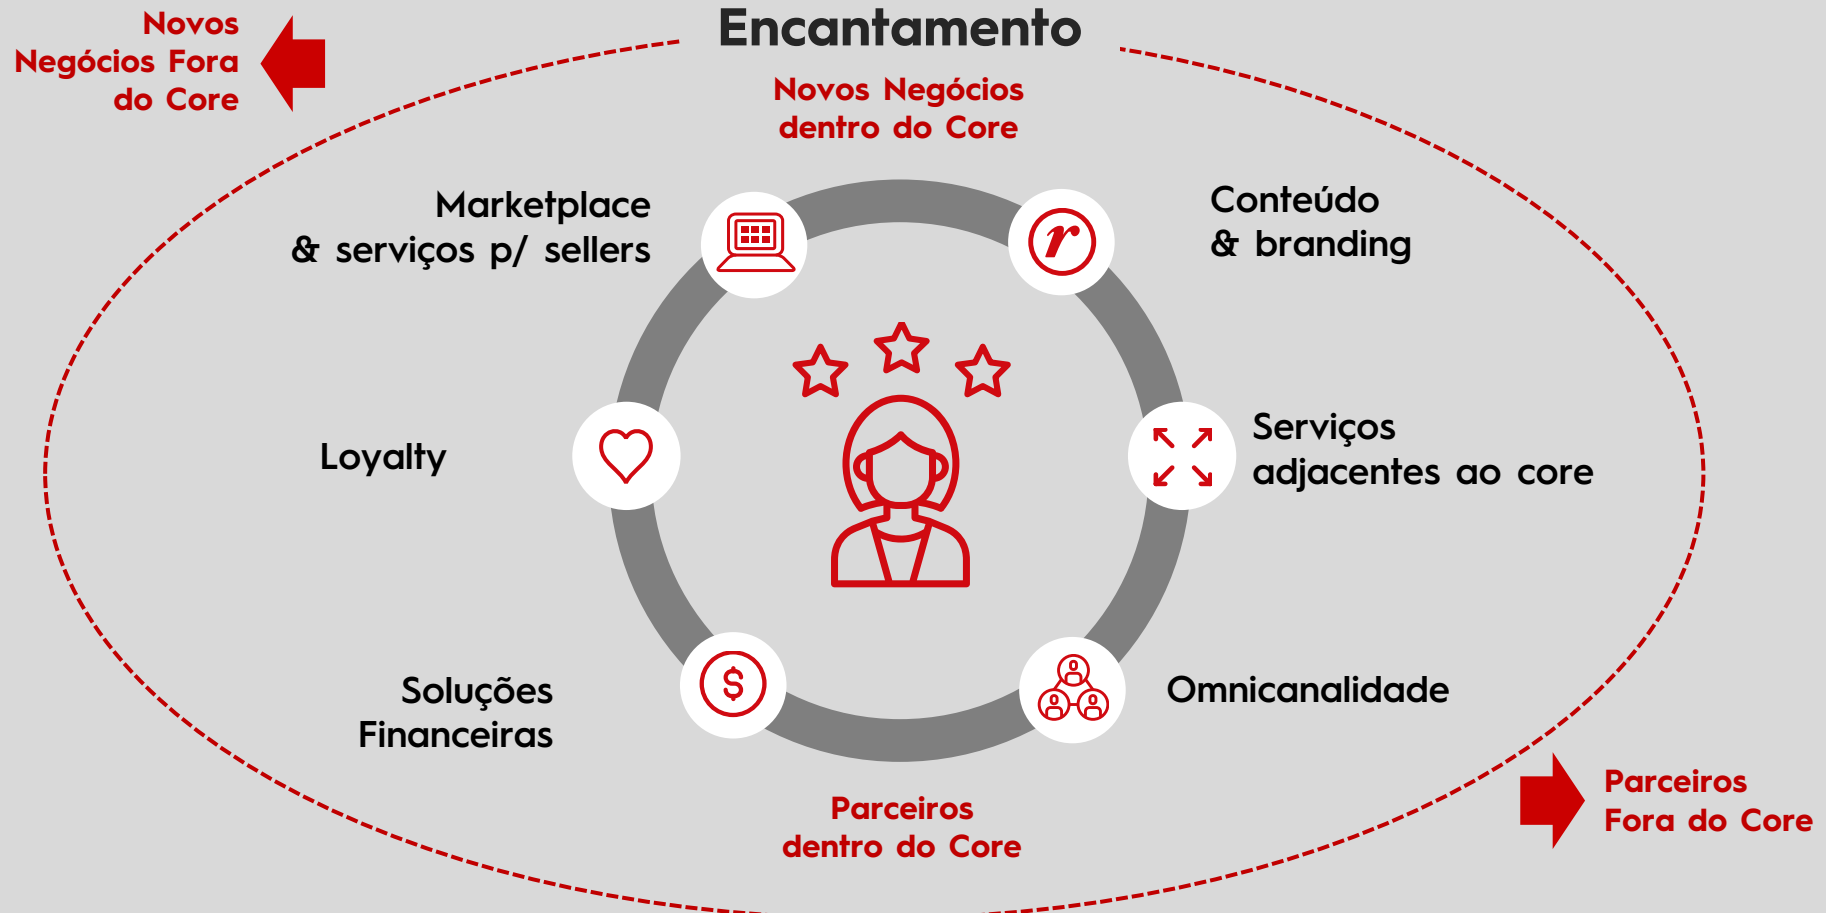 Encantamento
Novos
Negócios Fora
do Core
Novos Negócios
dentro do Core
Marketplace
& serviços p/ sellers
Conteúdo
& branding
r
Loyalty
Serviços
adjacentes ao core
Soluções
Financeiras
$
Omnicanalidade
Parceiros
dentro do Core
Parceiros
Fora do Core